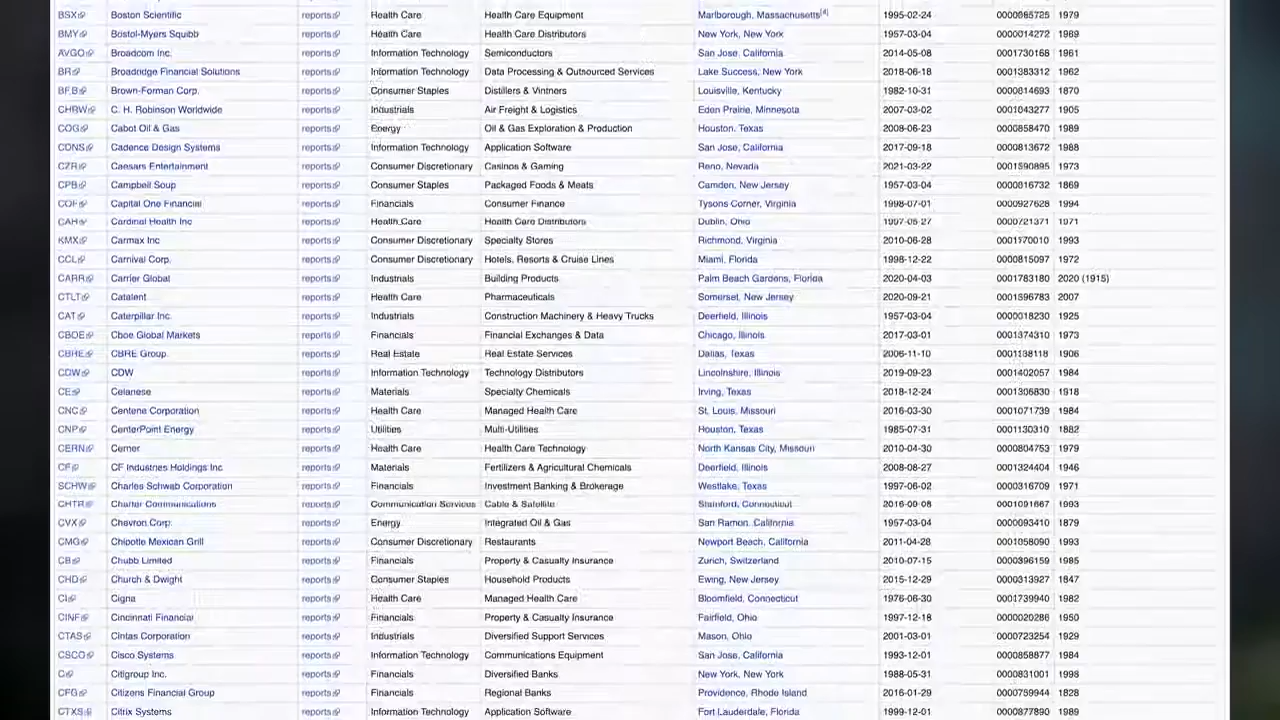 BSX reports Boston Scientific Health Care Health Care Equipment Marlborough, Massachusetts[4] 1995-02-24 0000885725 1979
BMY Bristol-Myers Squibb reports Health Care Health Care Distributors New York, New York 1957-03-04 0000014272 1989
AVGO Broadcom Inc. reports Information Technology Semiconductors San Jose, California 2014-05-08 0001730168 1961
BR Broadridge Financial Solutions reports Information Technology Data Processing & Outsourced Services Lake Success, New York 2018-06-18 0001383312 1962
BF.B Brown-Forman Corp. reports Consumer Staples Distillers & Vintners Louisville, Kentucky 1982-10-31 0000014693 1870
CHRW C. H. Robinson Worldwide reports Industrials Air Freight & Logistics Eden Prairie, Minnesota 2007-03-02 0001043277 1905
COG Cabot Oil & Gas reports Energy Oil & Gas Exploration & Production Houston, Texas 2008-06-23 0000858470 1989
CDNS Cadence Design Systems reports Information Technology Application Software San Jose, California 2017-09-18 0000813672 1988
CZR Caesars Entertainment reports Consumer Discretionary Casinos & Gaming Reno, Nevada 2021-03-22 0001590895 1973
CPB Campbell Soup reports Consumer Staples Packaged Foods & Meats Camden, New Jersey 1957-03-04 0000016732 1869
COF Capital One Financial reports Financials Consumer Finance Tysons Corner, Virginia 1998-07-01 0000927628 1994
CAH Cardinal Health Inc reports Health Care Health Care Distributors Dublin, Ohio 1997-05-27 0000721371 1971
KMX Carmax Inc reports Consumer Discretionary Specialty Stores Richmond, Virginia 2010-06-28 0001170010 1993
CCL Carnival Corp. reports Consumer Discretionary Hotels, Resorts & Cruise Lines Miami, Florida 1998-12-22 0000815097 1972
CARR Carrier Global reports Industrials Building Products Palm Beach Gardens, Florida 2020-04-03 0001783180 2020 (1915)
CTLT Catalent reports Health Care Pharmaceuticals Somerset, New Jersey 2020-09-21 0001596783 2007
CAT Caterpillar Inc. reports Industrials Construction Machinery & Heavy Trucks Deerfield, Illinois 1957-03-04 0000018230 1925
CBOE Cboe Global Markets reports Financials Financial Exchanges & Data Chicago, Illinois 2017-03-01 0001374310 1973
CBRE CBRE Group reports Real Estate Real Estate Services Dallas, Texas 2006-11-10 0001138118 1906
CDW CDW reports Information Technology Technology Distributors Lincolnshire, Illinois 2019-09-23 0001402057 1984
CE Celanese reports Materials Specialty Chemicals Irving, Texas 2018-12-24 0001306830 1918
CNC Centene Corporation reports Health Care Managed Health Care St. Louis, Missouri 2016-03-30 0001071739 1984
CNP CenterPoint Energy reports Utilities Multi-Utilities Houston, Texas 1985-07-31 0001130310 1882
CERN Cerner reports Health Care Health Care Technology North Kansas City, Missouri 2010-04-30 0000804753 1979
CF CF Industries Holdings Inc reports Materials Fertilizers & Agricultural Chemicals Deerfield, Illinois 2008-08-27 0001324404 1946
SCHW Charles Schwab Corporation reports Financials Investment Banking & Brokerage Westlake, Texas 1997-06-02 0000316709 1971
CHTR Charter Communications reports Communication Services Cable & Satellite Stamford, Connecticut 2016-09-08 0001091667 1993
CVX Chevron Corp. reports Energy Integrated Oil & Gas San Ramon, California 1957-03-04 0000093410 1879
CMG Chipotle Mexican Grill reports Consumer Discretionary Restaurants Newport Beach, California 2011-04-28 0001058090 1993
CB Chubb Limited reports Financials Property & Casualty Insurance Zurich, Switzerland 2010-07-15 0000896159 1985
CHD Church & Dwight reports Consumer Staples Household Products Ewing, New Jersey 2015-12-29 0000313927 1847
CI Cigna reports Health Care Managed Health Care Bloomfield, Connecticut 1976-06-30 0001739940 1982
CINF Cincinnati Financial reports Financials Property & Casualty Insurance Fairfield, Ohio 1997-12-18 0000020286 1950
CTAS Cintas Corporation reports Industrials Diversified Support Services Mason, Ohio 2001-03-01 0000723254 1929
CSCO Cisco Systems reports Information Technology Communications Equipment San Jose, California 1993-12-01 0000858877 1984
C Citigroup Inc. reports Financials Diversified Banks New York, New York 1988-05-31 0000831001 1998
CFG Citizens Financial Group reports Financials Regional Banks Providence, Rhode Island 2016-01-29 0000759944 1828
CTXS Citrix Systems reports Information Technology Application Software Fort Lauderdale, Florida 1999-12-01 0000877890 1989